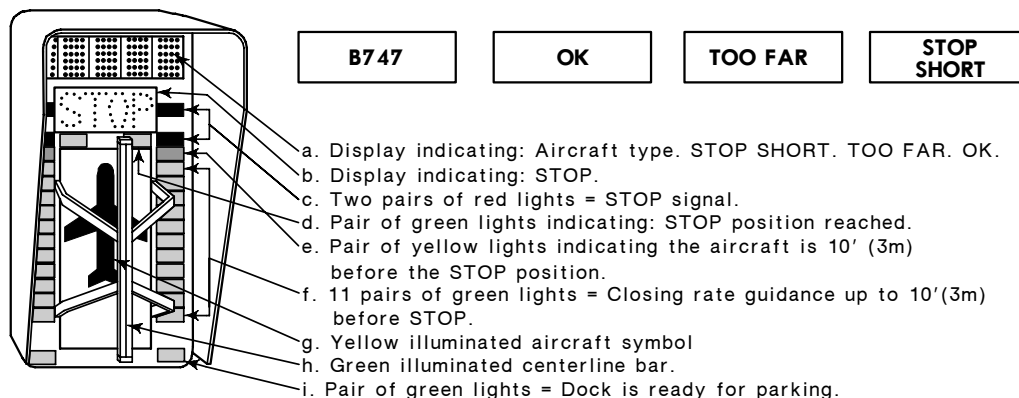 B747
OK
TOO FAR
STOP
SHORT
STOP
a. Display indicating: Aircraft type. STOP SHORT. TOO FAR. OK.
b. Display indicating: STOP.
c. Two pairs of red lights = STOP signal.
d. Pair of green lights indicating: STOP position reached.
e. Pair of yellow lights indicating the aircraft is 10′ (3m)
before the STOP position.
f. 11 pairs of green lights = Closing rate guidance up to 10′(3m)
before STOP.
g. Yellow illuminated aircraft symbol
h. Green illuminated centerline bar.
i. Pair of green lights = Dock is ready for parking.